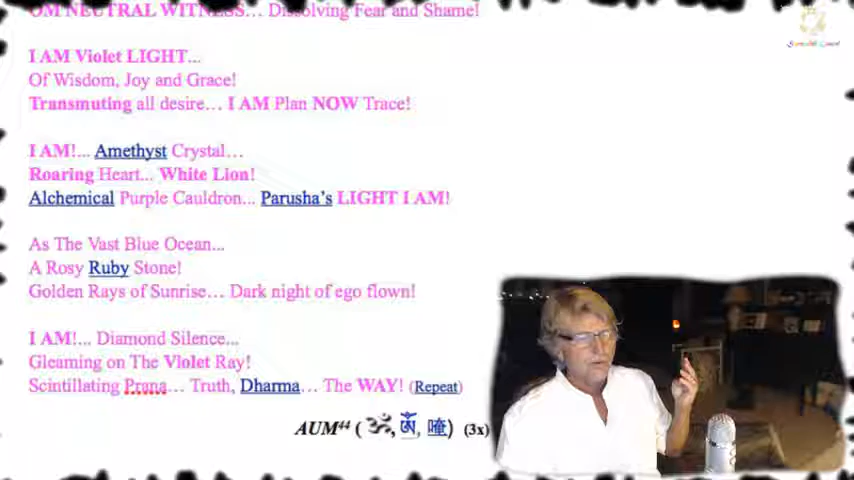 OM NEUTRAL WITNESS… Dissolving Fear and Shame!
I AM Violet LIGHT...
Of Wisdom, Joy and Grace!
Transmuting all desire… I AM Plan NOW Trace!
I AM!... Amethyst Crystal…
Roaring Heart... White Lion!
Alchemical Purple Cauldron... Parusha’s LIGHT I AM!
As The Vast Blue Ocean...
A Rosy Ruby Stone!
Golden Rays of Sunrise… Dark night of ego flown!
I AM!... Diamond Silence...
Gleaming on The Violet Ray!
Scintillating Prana… Truth, Dharma… The WAY! (Repeat)
AUM44 (ॐ, ༀ, 唵) (3x)